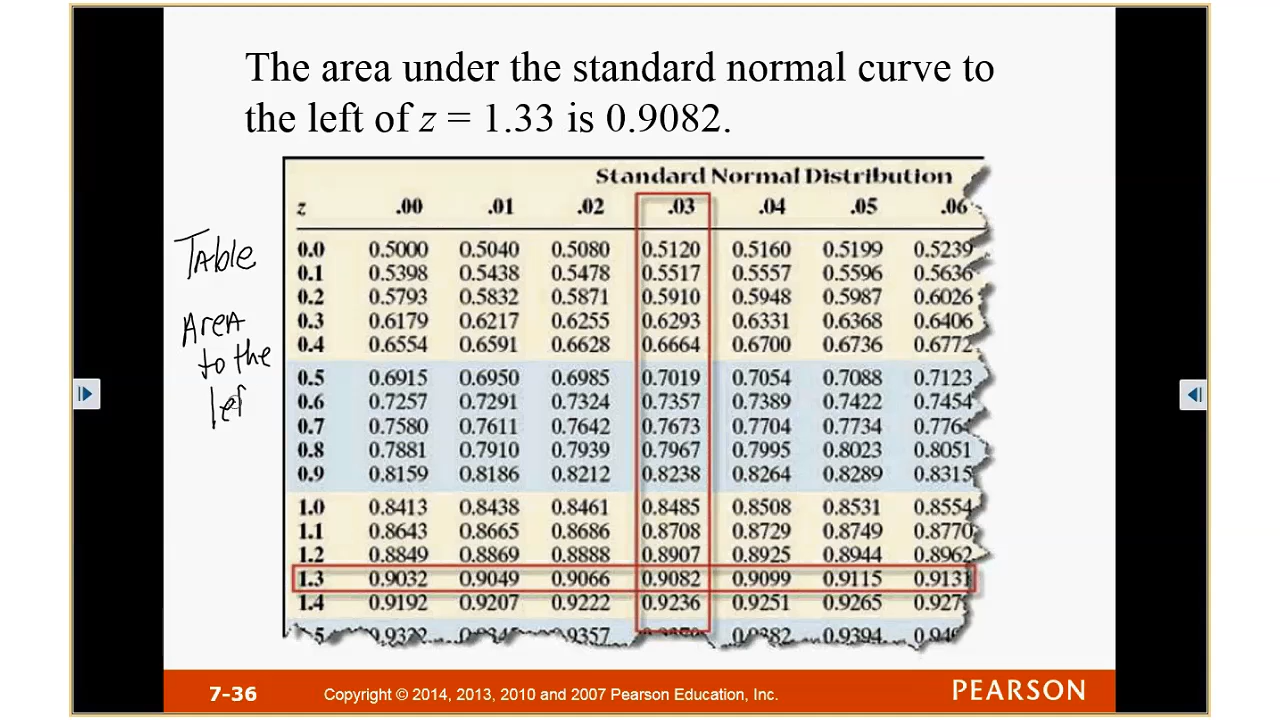 The area under the standard normal curve to
the left of z = 1.33 is 0.9082.
Standard Normal Distribution
z .00 .01 .02 .03 .04 .05 .06
Table
Area
to the
lef
0.0 0.5000 0.5040 0.5080 0.5120 0.5160 0.5199 0.5239
0.1 0.5398 0.5438 0.5478 0.5517 0.5557 0.5596 0.5636
0.2 0.5793 0.5832 0.5871 0.5910 0.5948 0.5987 0.6026
0.3 0.6179 0.6217 0.6255 0.6293 0.6331 0.6368 0.6406
0.4 0.6554 0.6591 0.6628 0.6664 0.6700 0.6736 0.6772
0.5 0.6915 0.6950 0.6985 0.7019 0.7054 0.7088 0.7123
0.6 0.7257 0.7291 0.7324 0.7357 0.7389 0.7422 0.7454
0.7 0.7580 0.7611 0.7642 0.7673 0.7704 0.7734 0.7764
0.8 0.7881 0.7910 0.7939 0.7967 0.7995 0.8023 0.8051
0.9 0.8159 0.8186 0.8212 0.8238 0.8264 0.8289 0.8315
1.0 0.8413 0.8438 0.8461 0.8485 0.8508 0.8531 0.8554
1.1 0.8643 0.8665 0.8686 0.8708 0.8729 0.8749 0.8770
1.2 0.8849 0.8869 0.8888 0.8907 0.8925 0.8944 0.8962
1.3 0.9032 0.9049 0.9066 0.9082 0.9099 0.9115 0.9131
1.4 0.9192 0.9207 0.9222 0.9236 0.9251 0.9265 0.927
0.9357 0.9382 0.9394
7-36 Copyright © 2014, 2013, 2010 and 2007 Pearson Education, Inc. PEARSON